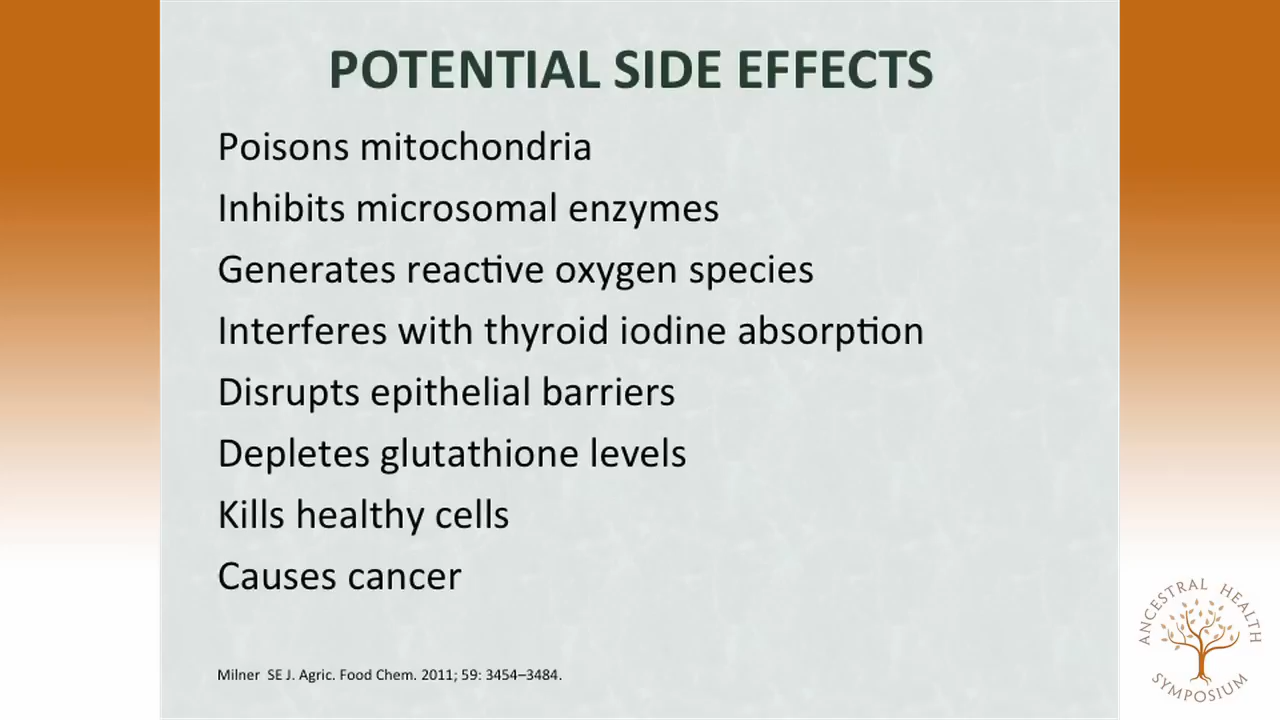 POTENTIAL SIDE EFFECTS
Poisons mitochondria
Inhibits microsomal enzymes
Generates reactive oxygen species
Interferes with thyroid iodine absorption
Disrupts epithelial barriers
Depletes glutathione levels
Kills healthy cells
Causes cancer
Milner SE J. Agric. Food Chem. 2011; 59: 3454–3484.
ANCESTRAL HEALTH
SYMPOSIUM